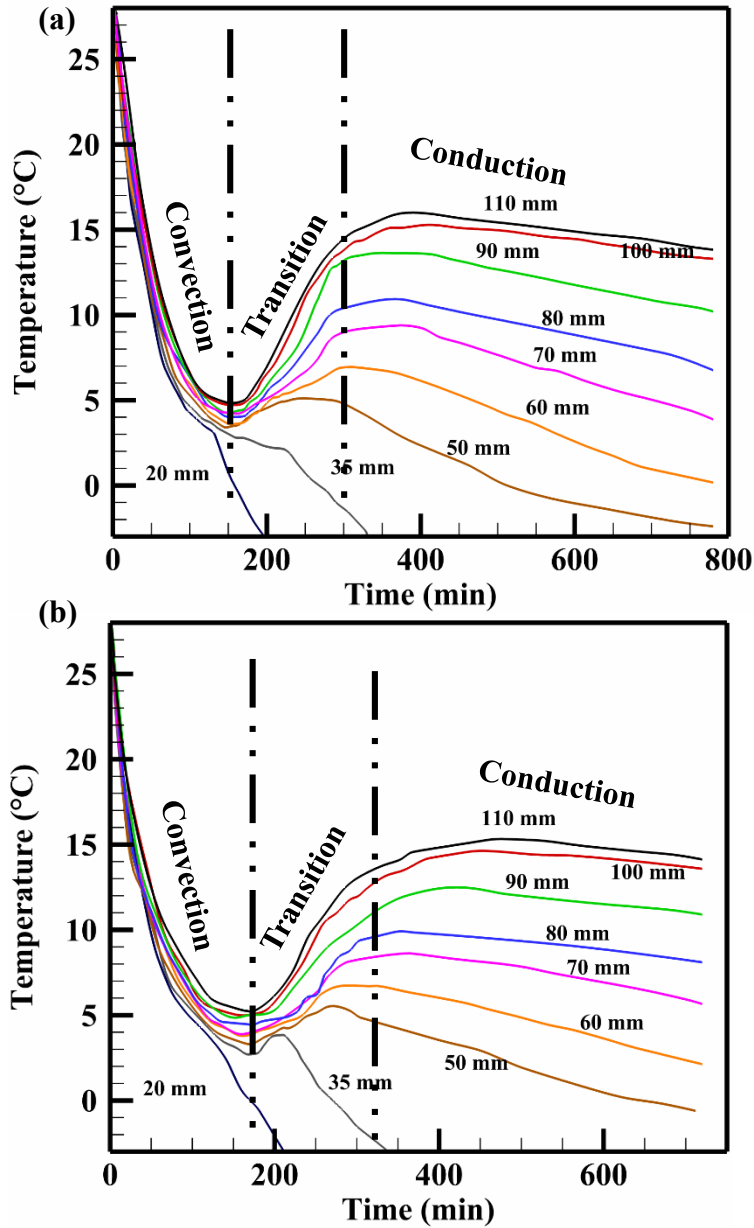 (a)
25
20
15
10
5
0
Temperature (°C)
Convection
Transition
Conduction
110 mm
100 mm
90 mm
80 mm
70 mm
60 mm
50 mm
35 mm
20 mm
0 200 400 600 800
Time (min)
(b)
25
20
15
10
5
0
Temperature (°C)
Convection
Transition
Conduction
110 mm
100 mm
90 mm
80 mm
70 mm
60 mm
50 mm
35 mm
20 mm
0 200 400 600
Time (min)